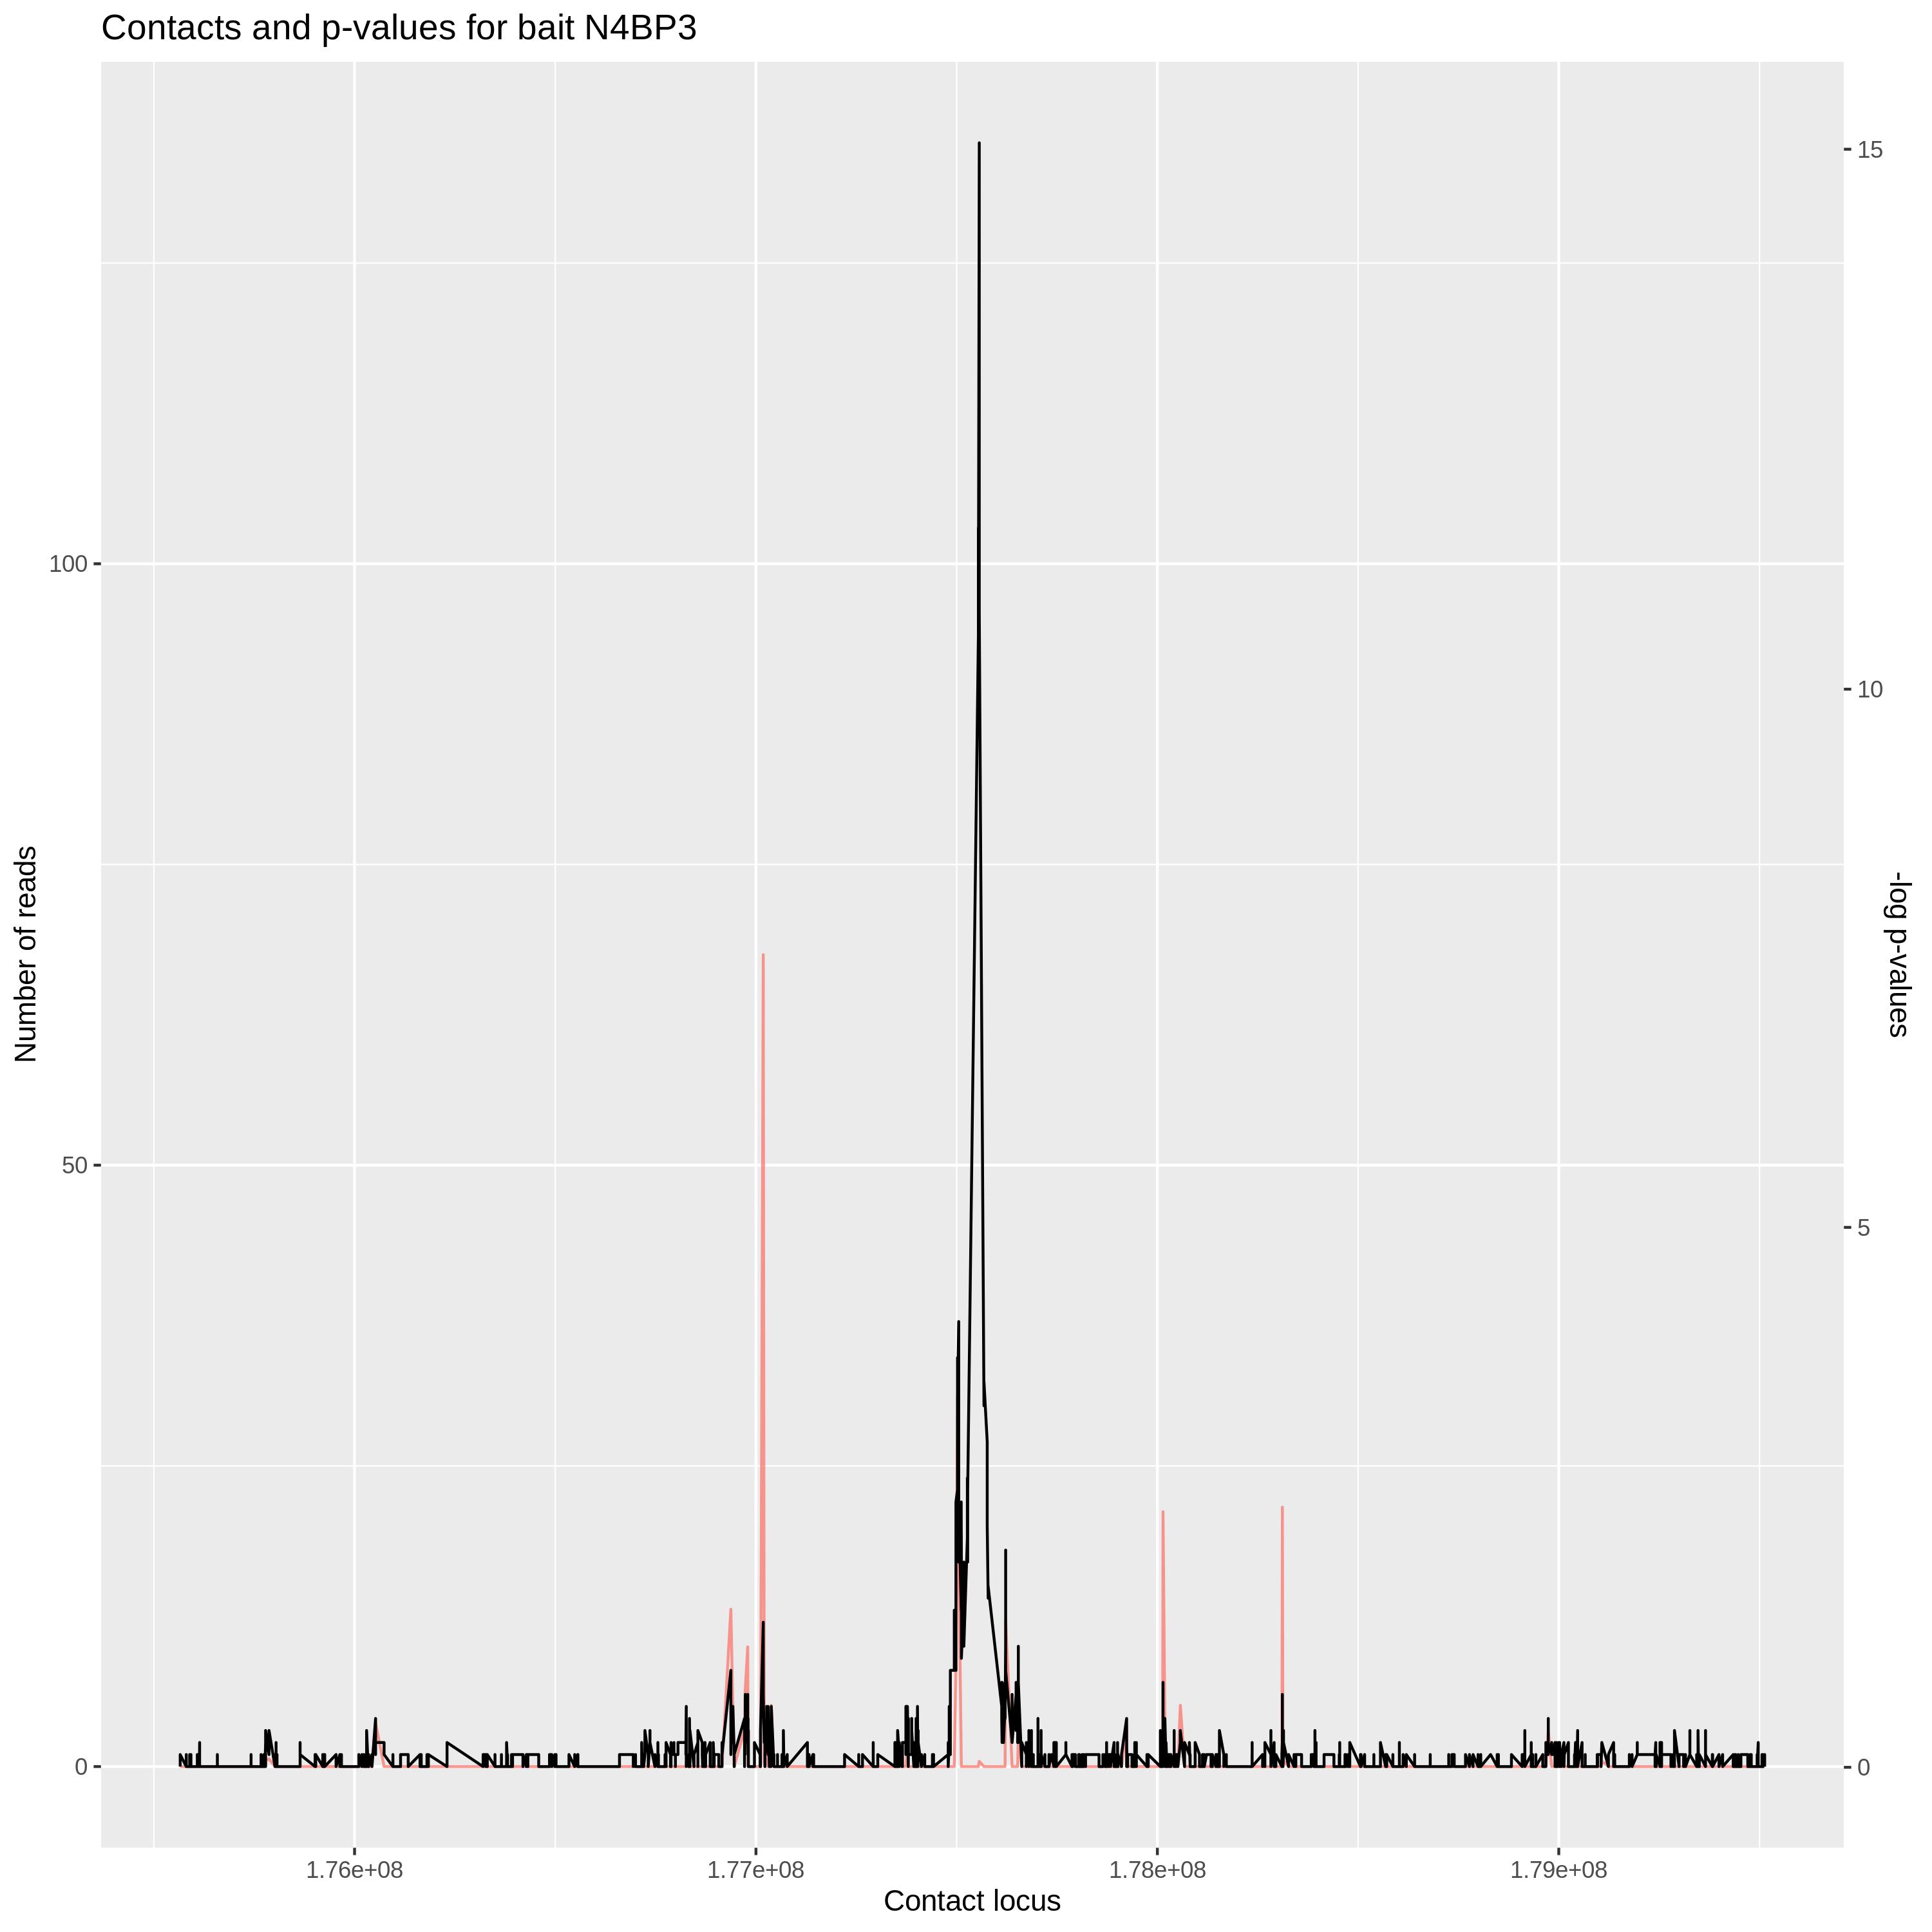 Contacts and p-values for bait N4BP3
Number of reads
100
50
0
15
10
5
0
-log p-values
1.76e+08 1.77e+08 1.78e+08 1.79e+08
Contact locus